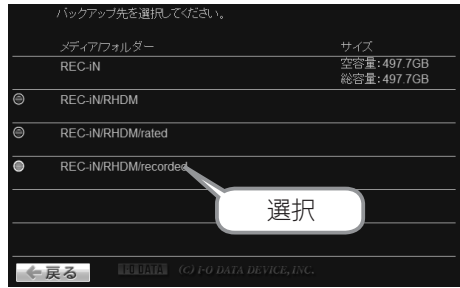 バックアップ先を選択してください。
メディア/フォルダー サイズ
REC-iN 空容量:497.7GB
総容量:497.7GB
REC-iN/RHDM
REC-iN/RHDM/rated
REC-iN/RHDM/recorded
選択
戻る I-O DATA (C) I-O DATA DEVICE, INC.